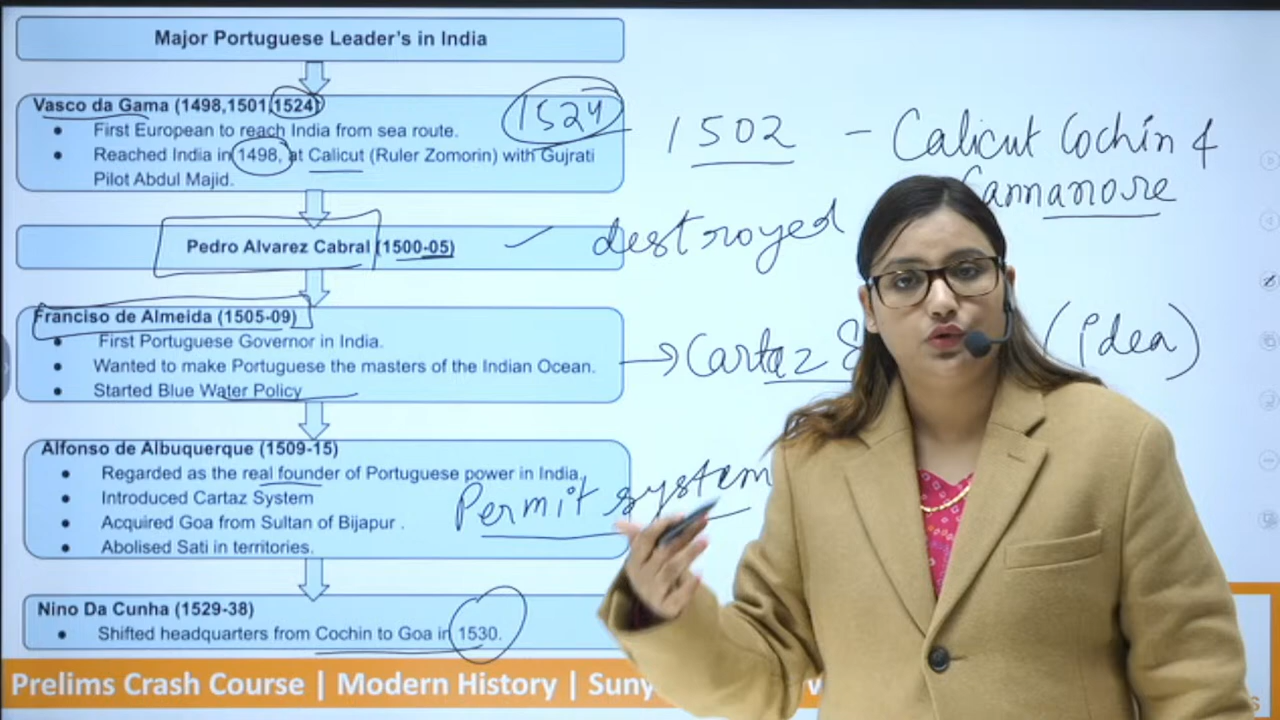 Major Portuguese Leader's in India
Vasco da Gama (1498,1501,1524)
• First European to reach India from sea route.
• Reached India in 1498, at Calicut (Ruler Zomorin) with Gujrati
Pilot Abdul Majid.
1524
1502 - Calicut Cochin &
Cannanore
Pedro Alvarez Cabral (1500-05)
destroyed
Franciso de Almeida (1505-09)
• First Portuguese Governor in India.
• Wanted to make Portuguese the masters of the Indian Ocean.
• Started Blue Water Policy
Cartaz (idea)
Alfonso de Albuquerque (1509-15)
• Regarded as the real founder of Portuguese power in India.
• Introduced Cartaz System
• Acquired Goa from Sultan of Bijapur .
• Abolised Sati in territories.
Permit system
Nino Da Cunha (1529-38)
• Shifted headquarters from Cochin to Goa in 1530.
Prelims Crash Course | Modern History |